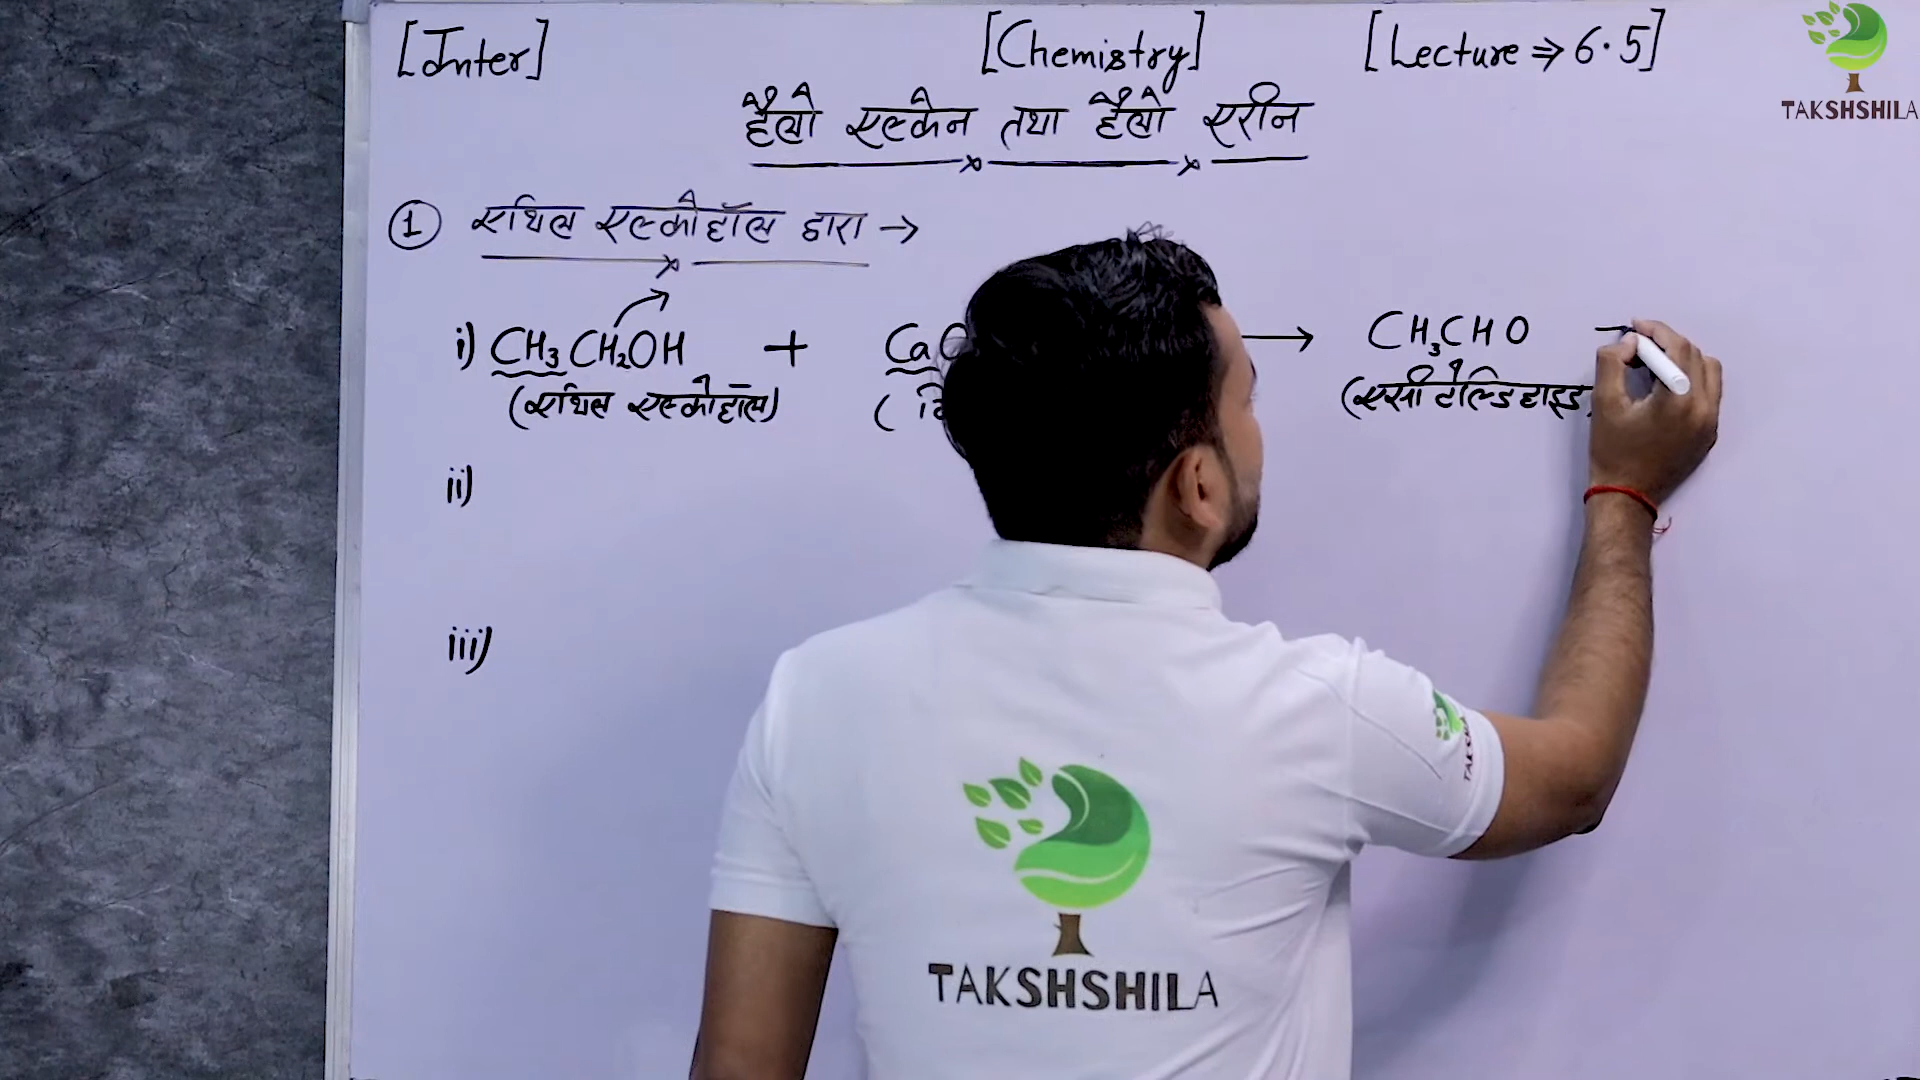 [Inter] [Chemistry] [Lecture ⇒ 6.5]
TAKSHSHILA
हैलो एल्केन तथा हैलो एरीन
① एथिल एल्कोहॉल द्वारा →
i) CH₃CH₂OH + → CH₃CHO
(एथिल एल्कोहॉल) (एसीटेल्डिहाइड)
ii)
iii)
TAKSHSHILA